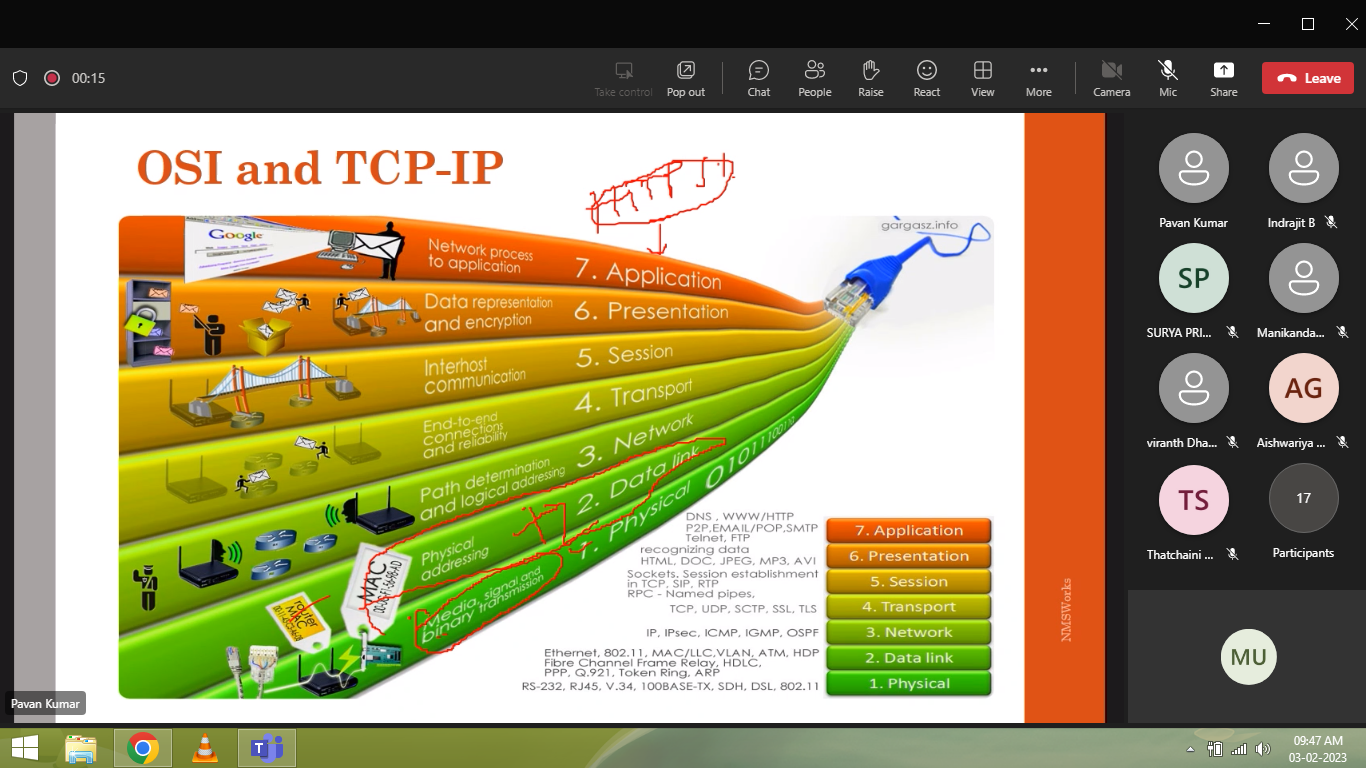 00:15
Take control
Pop out
Chat
People
Raise
React
View
More
Camera
Mic
Share
Leave
OSI and TCP-IP
gargasz.info
Google
Network process
to application
7. Application
Data representation
and encryption
6. Presentation
Interhost
communication
5. Session
End-to-end
connections
and reliability
4. Transport
Path determination
and logical addressing
3. Network
Physical
addressing
2. Data link
Media, signal and
binary transmission
1. Physical
MAC
router
MAC
DNS , WWW/HTTP
P2P,EMAIL/POP,SMTP
Telnet, FTP
recognizing data
HTML, DOC, JPEG, MP3, AVI
Sockets, Session establishment
in TCP, SIP, RTP
RPC - Named pipes,
TCP, UDP, SCTP, SSL, TLS
IP, IPsec, ICMP, IGMP, OSPF
Ethernet, 802.11, MAC/LLC,VLAN, ATM, HDP
Fibre Channel Frame Relay, HDLC,
PPP, Q.921, Token Ring, ARP
RS-232, RJ45, V.34, 100BASE-TX, SDH, DSL, 802.11
7. Application
6. Presentation
5. Session
4. Transport
3. Network
2. Data link
1. Physical
NMSWorks
Pavan Kumar
Pavan Kumar
Indrajit B
SP
SURYA PRI...
Manikanda...
viranth Dha...
AG
Aishwariya ...
TS
Thatchaini ...
17
Participants
MU
09:47 AM
03-02-2023